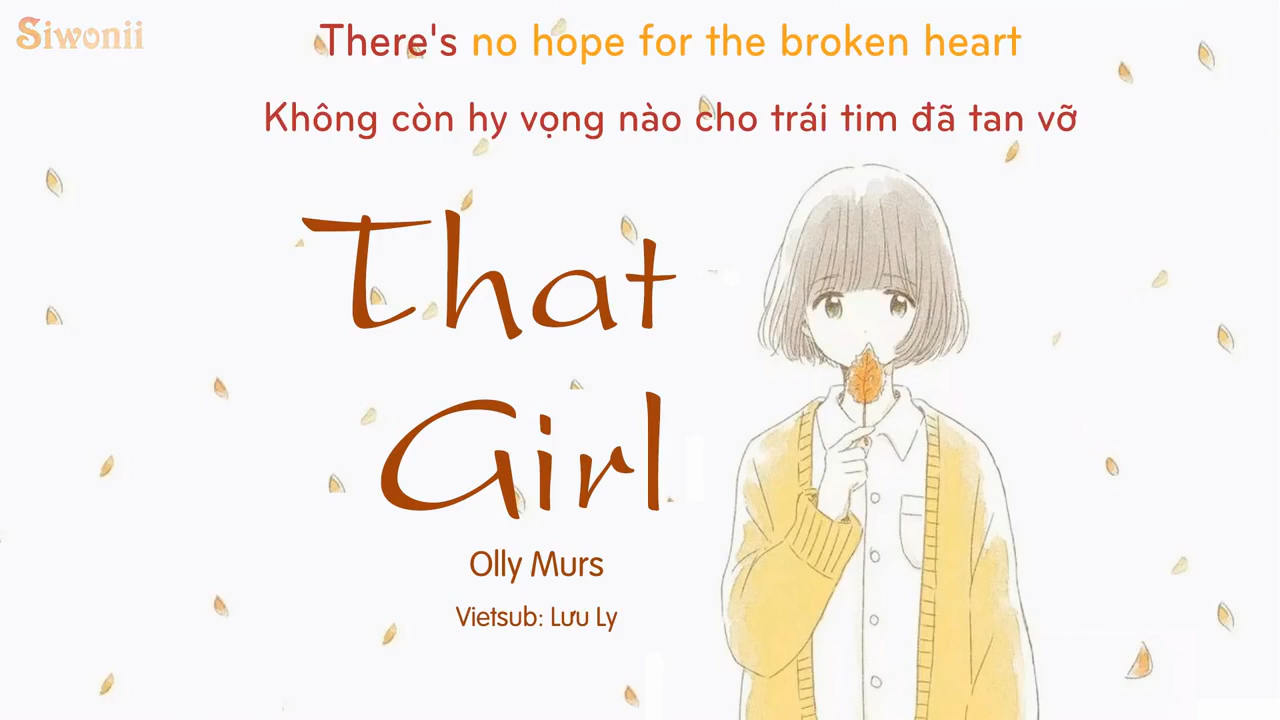 Siwonii
There's no hope for the broken heart
Không còn hy vọng nào cho trái tim đã tan vỡ
That
Girl
Olly Murs
Vietsub: Lưu Ly